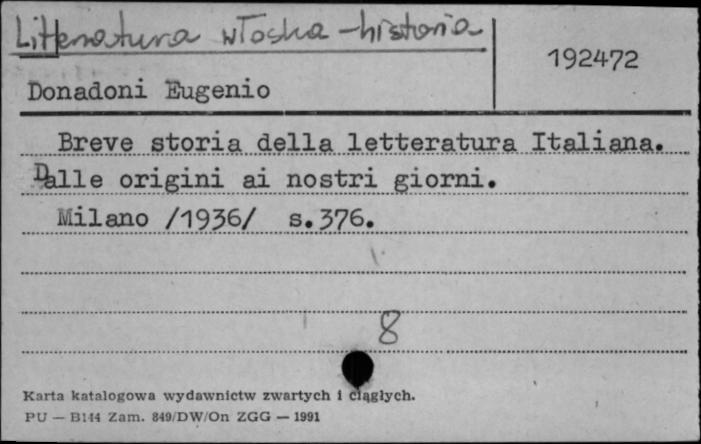 Litteratura włoska - historia
192472
Donadoni Eugenio
Breve storia della letteratura Italiana.
Dalle origini ai nostri giorni.
Milano /1936/ s.376.
8
Karta katalogowa wydawnictw zwartych i ciągłych.
PU — B144 Zam. 849/DW/On ZGG — 1991